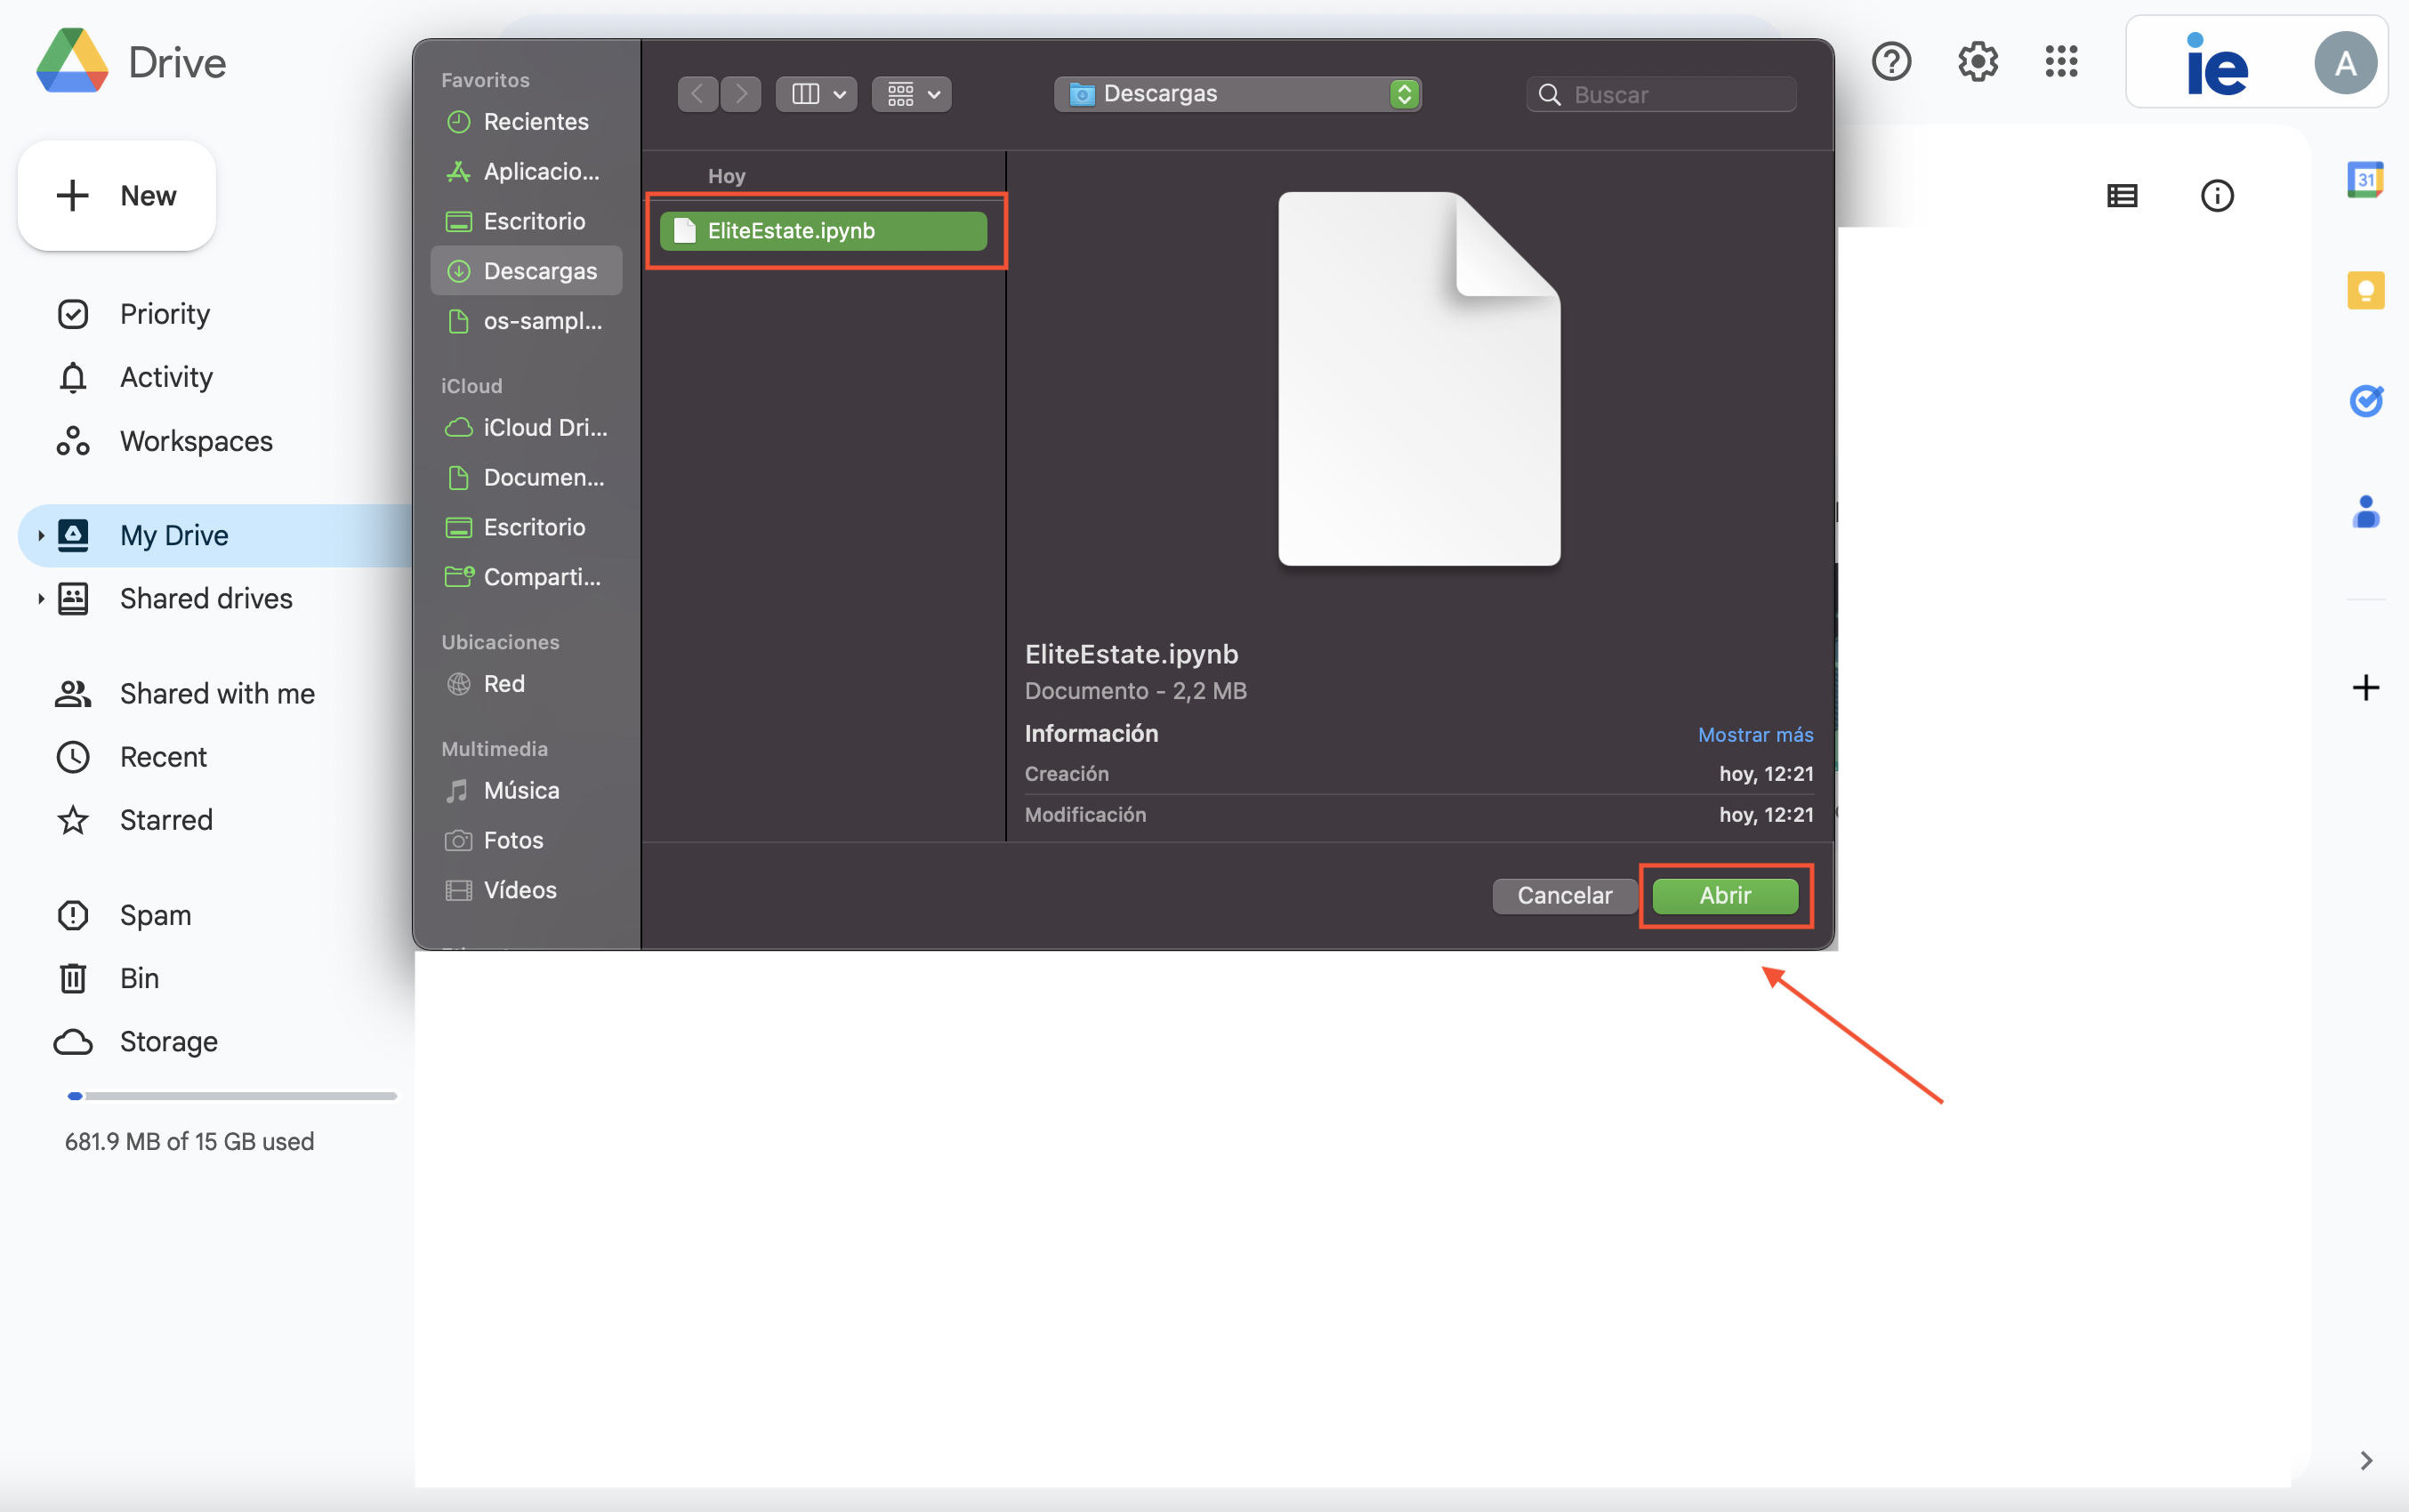 Drive
New
Priority
Activity
Workspaces
My Drive
Shared drives
Shared with me
Recent
Starred
Spam
Bin
Storage
681.9 MB of 15 GB used
Favoritos
Recientes
Aplicacio...
Escritorio
Descargas
os-sampl...
iCloud
iCloud Dri...
Documen...
Escritorio
Comparti...
Ubicaciones
Red
Multimedia
Música
Fotos
Vídeos
Descargas
Buscar
Hoy
EliteEstate.ipynb
EliteEstate.ipynb
Documento - 2,2 MB
Información
Mostrar más
Creación
hoy, 12:21
Modificación
hoy, 12:21
Cancelar
Abrir
ie
A
31